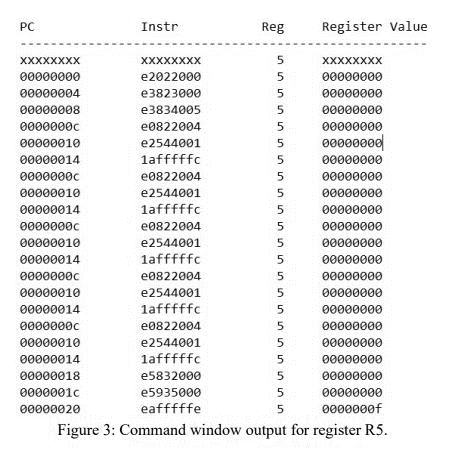 PC Instr Reg Register Value
--------------------------------------------------
xxxxxxxx xxxxxxxx 5 xxxxxxxx
00000000 e2022000 5 00000000
00000004 e3823000 5 00000000
00000008 e3834005 5 00000000
0000000c e0822004 5 00000000
00000010 e2544001 5 00000000
00000014 1afffffc 5 00000000
0000000c e0822004 5 00000000
00000010 e2544001 5 00000000
00000014 1afffffc 5 00000000
0000000c e0822004 5 00000000
00000010 e2544001 5 00000000
00000014 1afffffc 5 00000000
0000000c e0822004 5 00000000
00000010 e2544001 5 00000000
00000014 1afffffc 5 00000000
0000000c e0822004 5 00000000
00000010 e2544001 5 00000000
00000014 1afffffc 5 00000000
00000018 e5832000 5 00000000
0000001c e5935000 5 00000000
00000020 eafffffe 5 0000000f
Figure 3: Command window output for register R5.